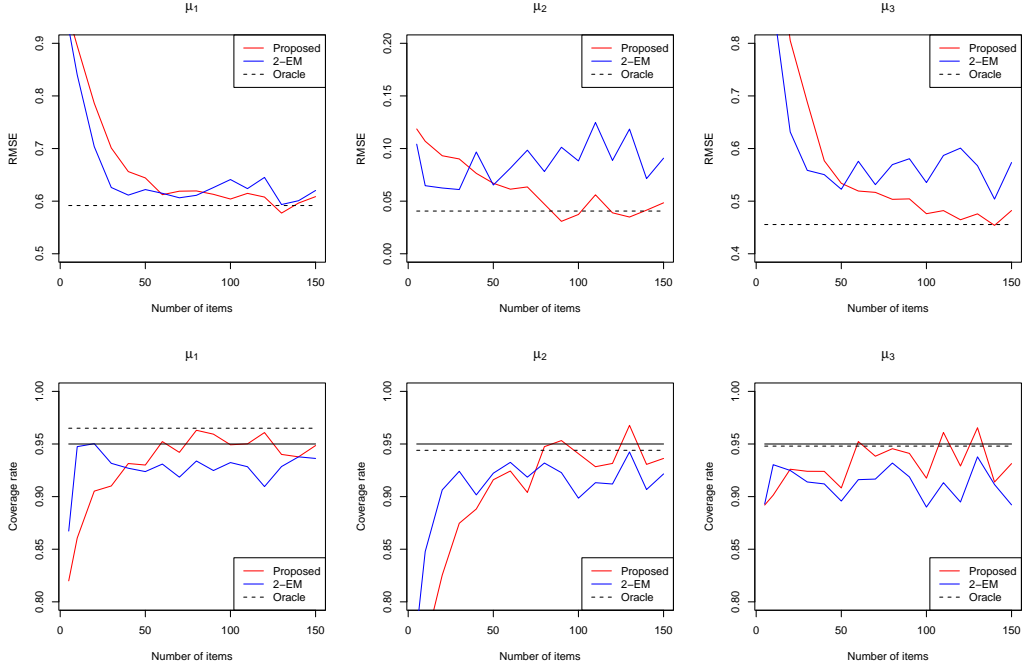 μ1
μ2
μ3
RMSE
0.5
0.6
0.7
0.8
0.9
0
50
100
150
Number of items
Proposed
2−EM
Oracle
RMSE
0.00
0.05
0.10
0.15
0.20
0
50
100
150
Number of items
Proposed
2−EM
Oracle
RMSE
0.4
0.5
0.6
0.7
0.8
0
50
100
150
Number of items
Proposed
2−EM
Oracle
μ1
μ2
μ3
Coverage rate
0.80
0.85
0.90
0.95
1.00
0
50
100
150
Number of items
Proposed
2−EM
Oracle
Coverage rate
0.80
0.85
0.90
0.95
1.00
0
50
100
150
Number of items
Proposed
2−EM
Oracle
Coverage rate
0.80
0.85
0.90
0.95
1.00
0
50
100
150
Number of items
Proposed
2−EM
Oracle